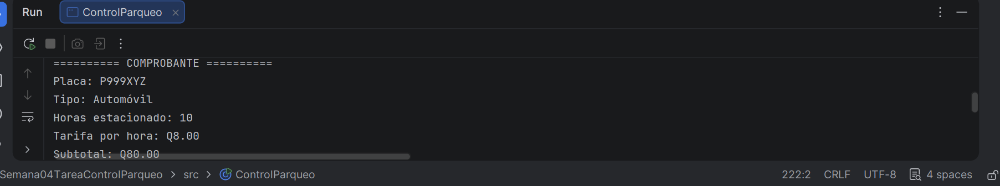 Run ControlParqueo
========== COMPROBANTE ==========
Placa: P999XYZ
Tipo: Automóvil
Horas estacionado: 10
Tarifa por hora: Q8.00
Subtotal: Q80.00
Semana04TareaControlParqueo > src > ControlParqueo 222:2 CRLF UTF-8 4 spaces